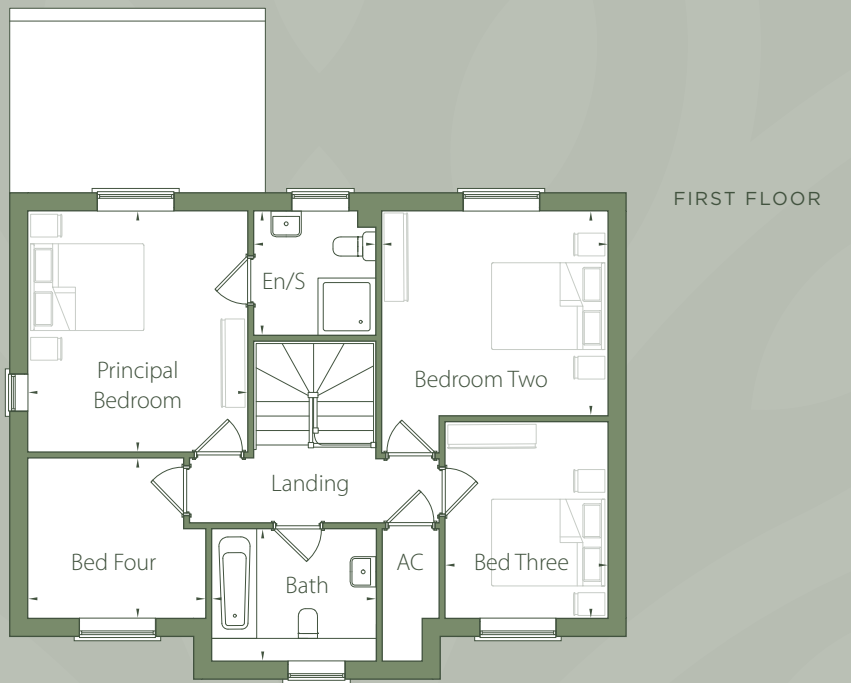 FIRST FLOOR
En/S
Principal
Bedroom
Bedroom Two
Landing
Bed Four
Bath
AC
Bed Three